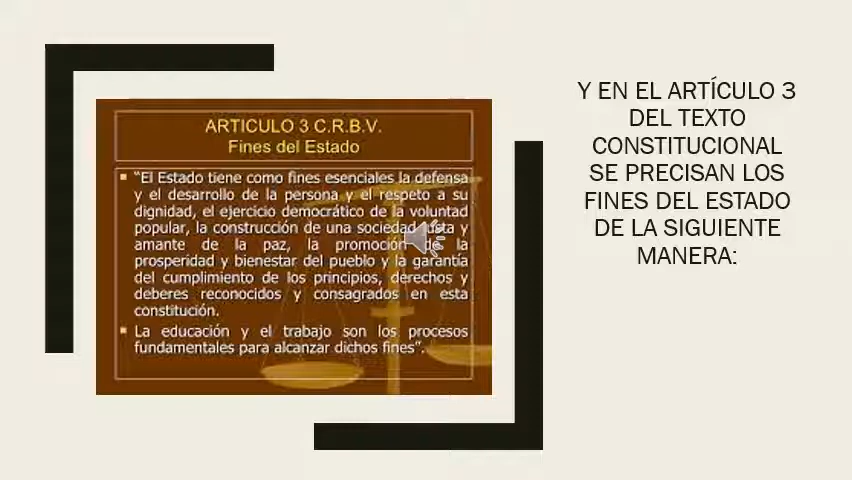 ARTICULO 3 C.R.B.V.
Fines del Estado
"El Estado tiene como fines esenciales la defensa
y el desarrollo de la persona y el respeto a su
dignidad, el ejercicio democrático de la voluntad
popular, la construcción de una sociedad justa y
amante de la paz, la promoción de la
prosperidad y bienestar del pueblo y la garantía
del cumplimiento de los principios, derechos y
deberes reconocidos y consagrados en esta
constitución.
La educación y el trabajo son los procesos
fundamentales para alcanzar dichos fines".
Y EN EL ARTÍCULO 3
DEL TEXTO
CONSTITUCIONAL
SE PRECISAN LOS
FINES DEL ESTADO
DE LA SIGUIENTE
MANERA: